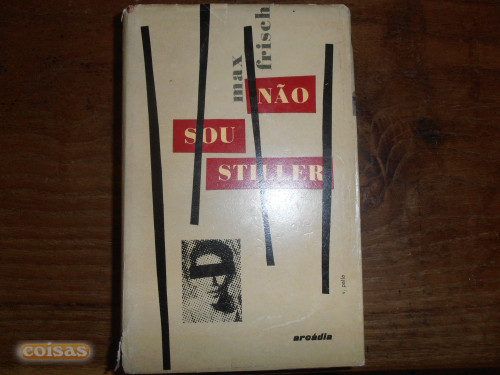 max
frisch
NÃO
SOU
STILLER
arcádia
coisas